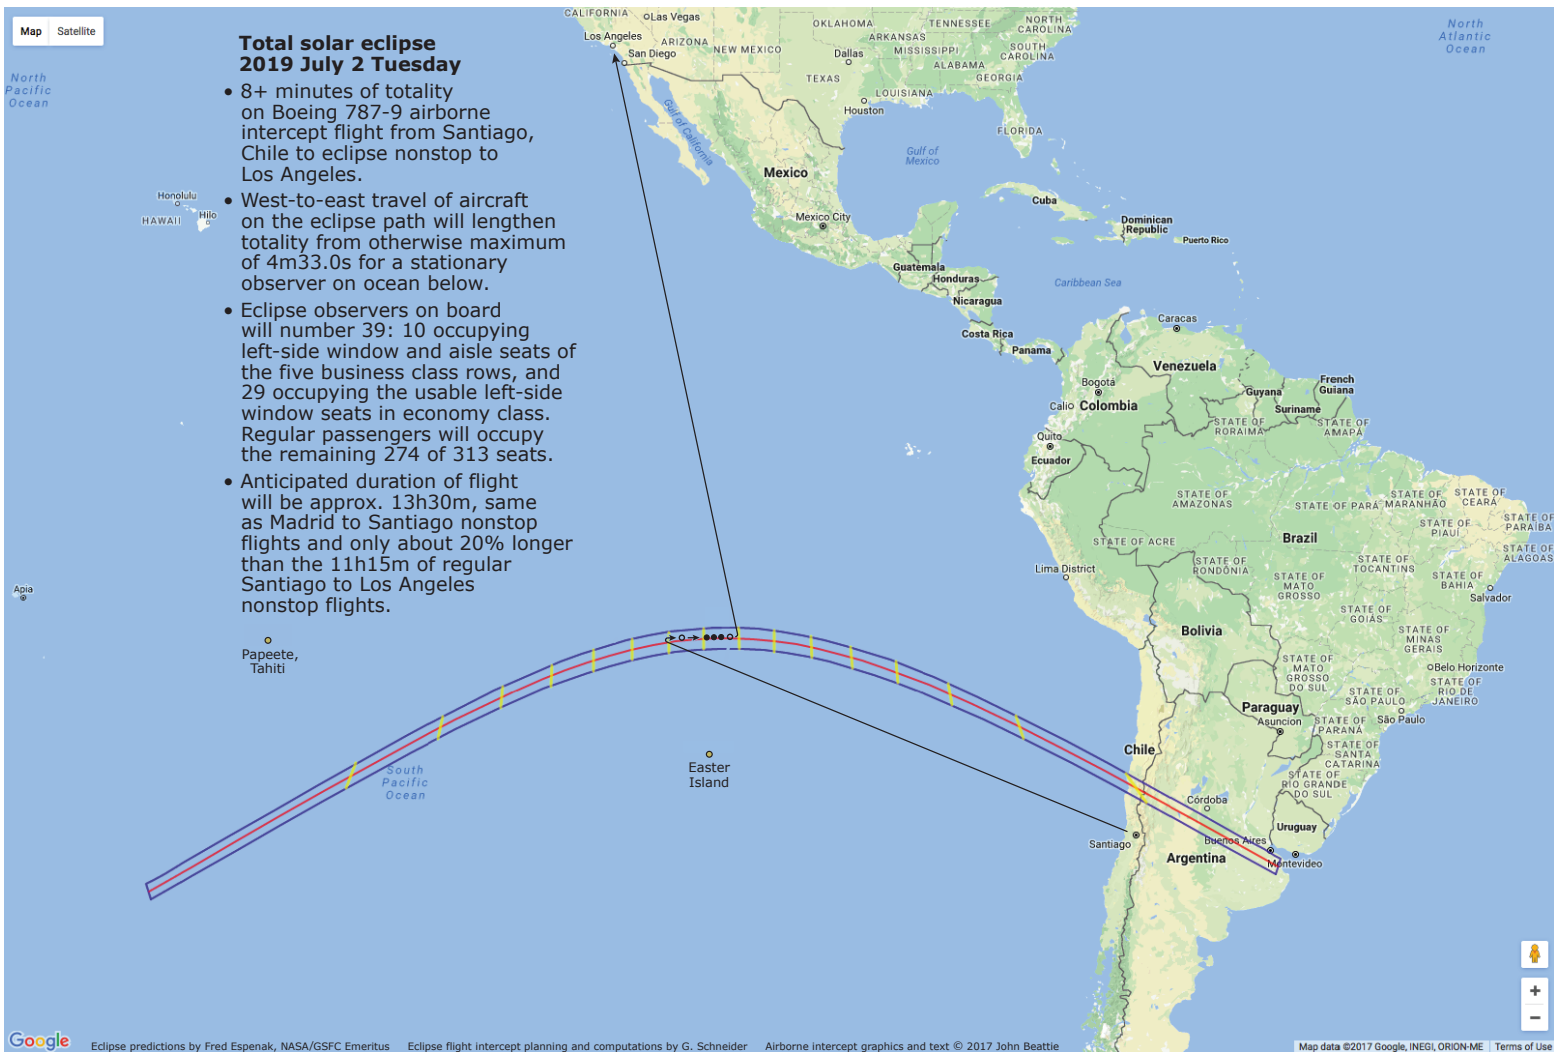 Map Satellite
Total solar eclipse
2019 July 2 Tuesday
• 8+ minutes of totality
on Boeing 787-9 airborne
intercept flight from Santiago,
Chile to eclipse nonstop to
Los Angeles.
• West-to-east travel of aircraft
on the eclipse path will lengthen
totality from otherwise maximum
of 4m33.0s for a stationary
observer on ocean below.
• Eclipse observers on board
will number 39: 10 occupying
left-side window and aisle seats of
the five business class rows, and
29 occupying the usable left-side
window seats in economy class.
Regular passengers will occupy
the remaining 274 of 313 seats.
• Anticipated duration of flight
will be approx. 13h30m, same
as Madrid to Santiago nonstop
flights and only about 20% longer
than the 11h15m of regular
Santiago to Los Angeles
nonstop flights.
North
Pacific
Ocean
Honolulu
HAWAII
Hilo
Apia
Papeete,
Tahiti
South
Pacific
Ocean
Easter
Island
CALIFORNIA
Las Vegas
Los Angeles
San Diego
ARIZONA
NEW MEXICO
OKLAHOMA
ARKANSAS
TENNESSEE
NORTH
CAROLINA
SOUTH
CAROLINA
MISSISSIPPI
ALABAMA
GEORGIA
Dallas
TEXAS
LOUISIANA
Houston
FLORIDA
North
Atlantic
Ocean
Gulf of California
Gulf of
Mexico
Mexico
Mexico City
Cuba
Dominican
Republic
Puerto Rico
Guatemala
Honduras
Nicaragua
Caribbean Sea
Costa Rica
Panama
Caracas
Venezuela
Bogotá
Cali
Colombia
Guyana
French
Guiana
Suriname
STATE OF
RORAIMA
STATE OF
AMAPÁ
Quito
Ecuador
STATE OF
AMAZONAS
STATE OF PARÁ
STATE OF
MARANHÃO
STATE OF
CEARÁ
STATE OF
PIAUÍ
STATE OF
PARAÍBA
STATE OF
ALAGOAS
STATE OF ACRE
Brazil
STATE OF
RONDÔNIA
STATE OF
TOCANTINS
Lima District
STATE OF
MATO
GROSSO
STATE OF
BAHIA
Salvador
STATE OF
GOIÁS
Bolivia
STATE OF
MINAS
GERAIS
STATE OF
MATO
GROSSO
DO SUL
Belo Horizonte
STATE OF
RIO DE
JANEIRO
STATE OF
SÃO PAULO
São Paulo
Paraguay
Asuncion
STATE OF
PARANÁ
STATE OF
SANTA
CATARINA
STATE OF
RIO GRANDE
DO SUL
Chile
Córdoba
Uruguay
Santiago
Buenos Aires
Montevideo
Argentina
+
−
Google
Eclipse predictions by Fred Espenak, NASA/GSFC Emeritus Eclipse flight intercept planning and computations by G. Schneider Airborne intercept graphics and text © 2017 John Beattie
Map data ©2017 Google, INEGI, ORION-ME Terms of Use